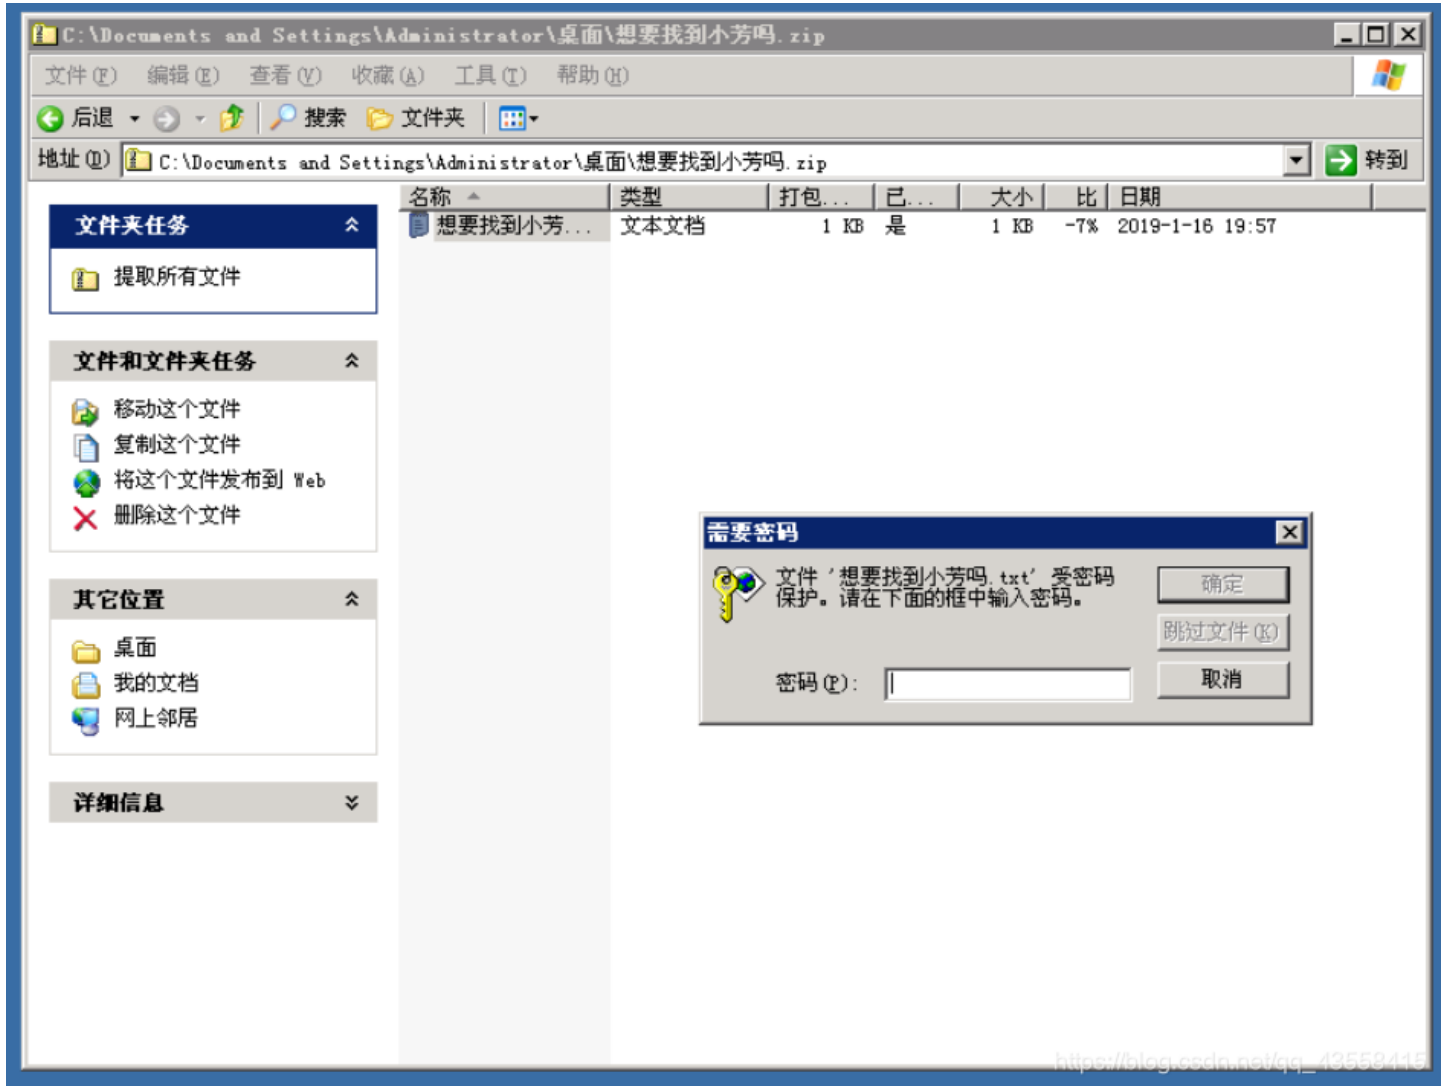 C:\Documents and Settings\Administrator\桌面\想要找到小芳吗.zip
文件(F) 编辑(E) 查看(V) 收藏(A) 工具(T) 帮助(H)
后退 搜索 文件夹
地址(D) C:\Documents and Settings\Administrator\桌面\想要找到小芳吗.zip 转到
名称 类型 打包... 已... 大小 比 日期
想要找到小芳... 文本文档 1 KB 是 1 KB -7% 2019-1-16 19:57
文件夹任务
提取所有文件
文件和文件夹任务
移动这个文件
复制这个文件
将这个文件发布到 Web
删除这个文件
其它位置
桌面
我的文档
网上邻居
详细信息
需要密码
文件 '想要找到小芳吗.txt' 受密码
保护。请在下面的框中输入密码。
确定
跳过文件(K)
密码(P):
取消
https://blog.csdn.net/qq_43558415